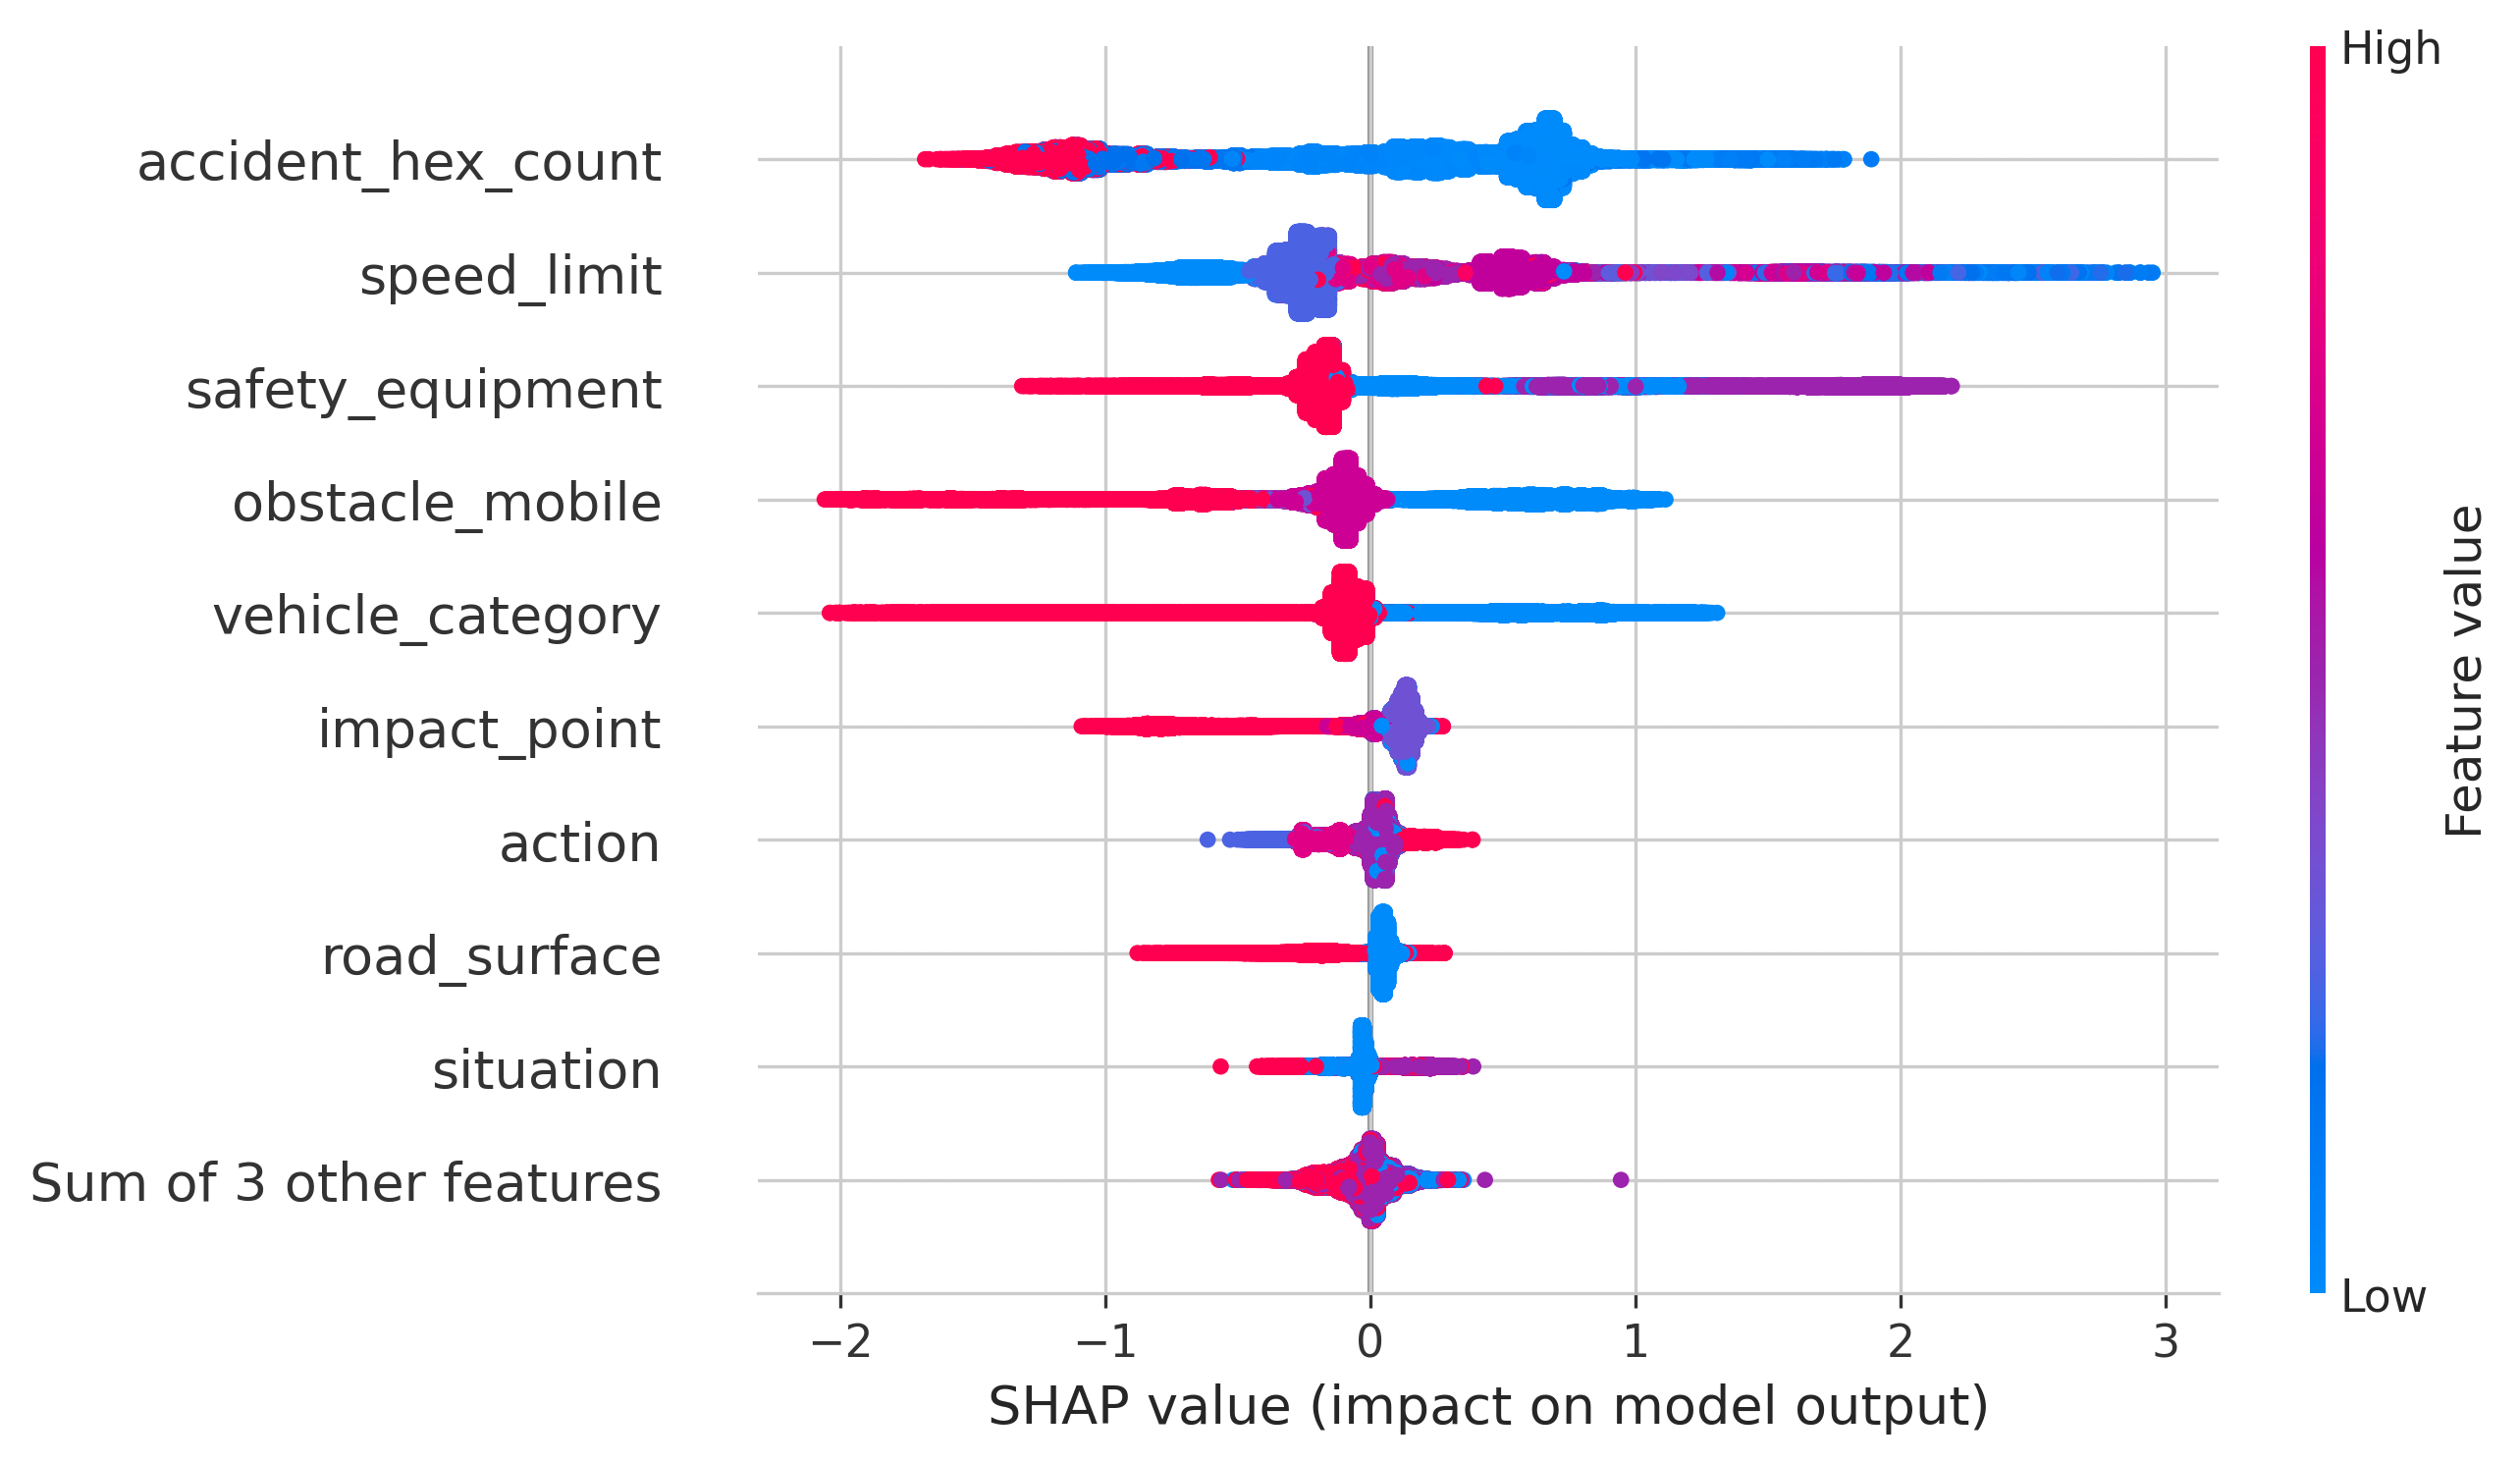 High
accident_hex_count
speed_limit
safety_equipment
obstacle_mobile
vehicle_category
impact_point
action
road_surface
situation
Sum of 3 other features
Feature value
Low
−2 −1 0 1 2 3
SHAP value (impact on model output)